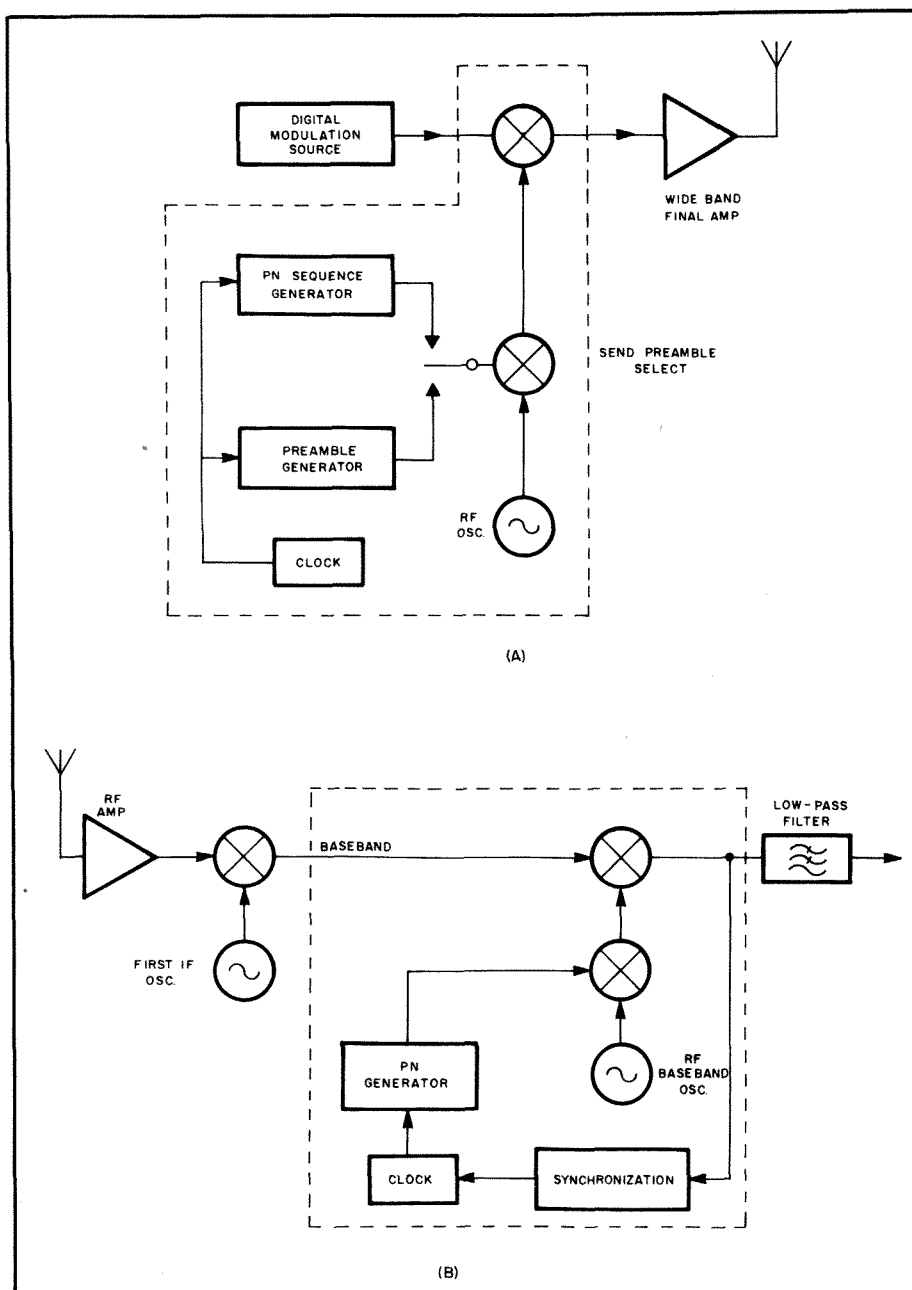 DIGITAL
MODULATION
SOURCE
WIDE BAND
FINAL AMP
PN SEQUENCE
GENERATOR
SEND PREAMBLE
SELECT
PREAMBLE
GENERATOR
RF
OSC.
CLOCK
(A)
RF
AMP
BASEBAND
LOW-PASS
FILTER
FIRST IF
OSC.
PN
GENERATOR
RF
BASEBAND
OSC.
CLOCK
SYNCHRONIZATION
(B)